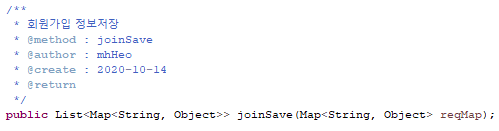 /**
* 회원가입 정보저장
* @method : joinSave
* @author : mhHeo
* @create : 2020-10-14
* @return
*/
public List<Map<String, Object>> joinSave(Map<String, Object> reqMap);